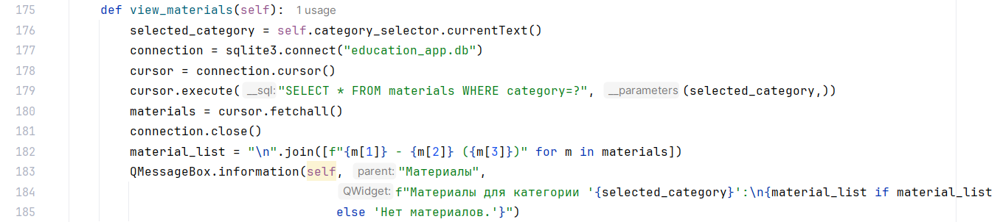 175 def view_materials(self): 1 usage
176 selected_category = self.category_selector.currentText()
177 connection = sqlite3.connect("education_app.db")
178 cursor = connection.cursor()
179 cursor.execute( __sql: "SELECT * FROM materials WHERE category=?", __parameters (selected_category,))
180 materials = cursor.fetchall()
181 connection.close()
182 material_list = "\n".join([f"{m[1]} - {m[2]} ({m[3]})" for m in materials])
183 QMessageBox.information(self, parent: "Материалы",
184 QWidget: f"Материалы для категории '{selected_category}':\n{material_list if material_list
185 else 'Нет материалов.'}")